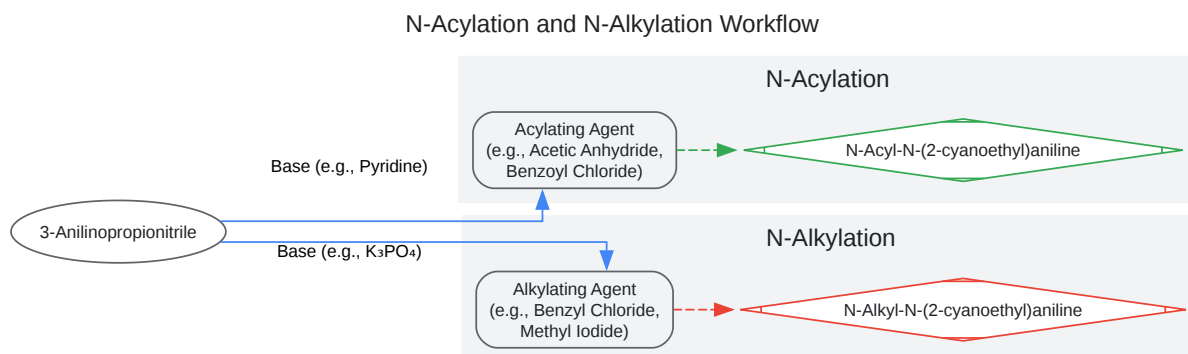 N-Acylation and N-Alkylation Workflow
N-Acylation
Acylating Agent
(e.g., Acetic Anhydride,
Benzoyl Chloride)
N-Acyl-N-(2-cyanoethyl)aniline
Base (e.g., Pyridine)
3-Anilinopropionitrile
Base (e.g., K₃PO₄)
N-Alkylation
Alkylating Agent
(e.g., Benzyl Chloride,
Methyl Iodide)
N-Alkyl-N-(2-cyanoethyl)aniline